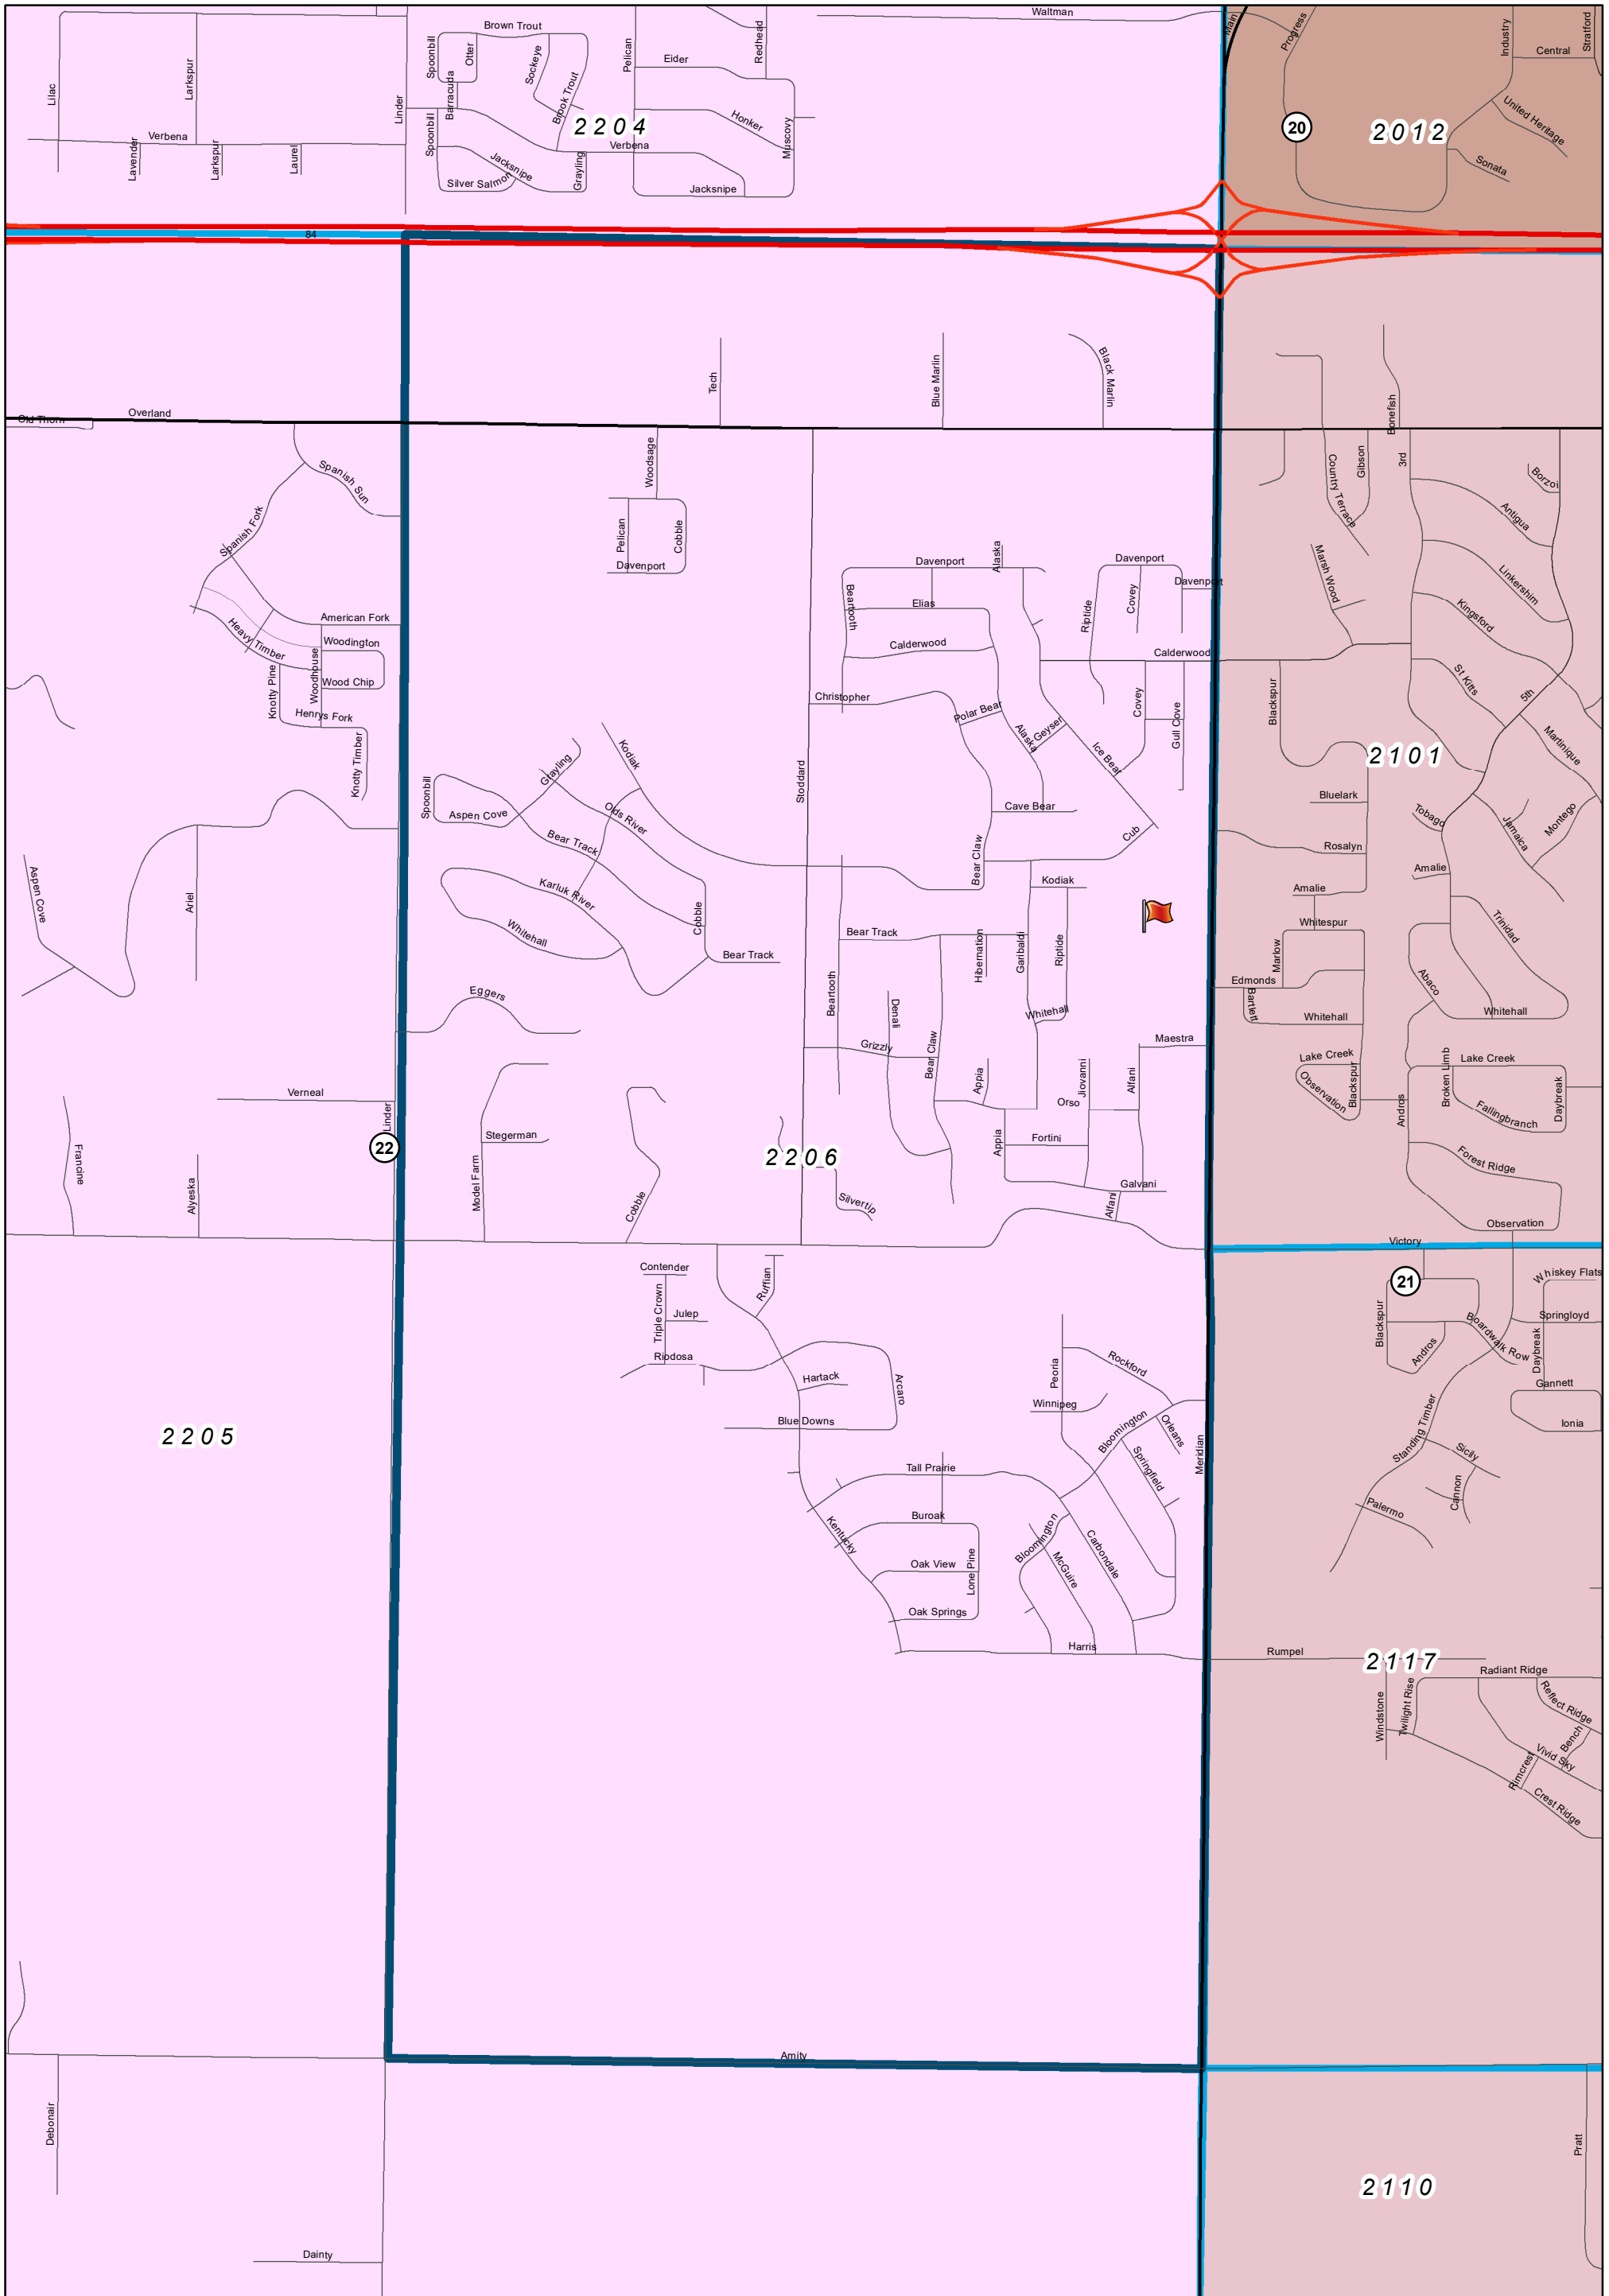 Waltman
Main
Progress
Industry
Central
Stratford
United Heritage
Sonata
20
2012
Lilac
Larkspur
Linder
Verbena
Lavender
Larkspur
Laurel
Brown Trout
Spoonbill
Otter
Sockeye
Barracuda
Brook Trout
Spoonbill
Jacksnipe
Silver Salmon
Grayling
2204
Pelican
Eider
Redhead
Honker
Muscovy
Verbena
Jacksnipe
84
Tech
Blue Marlin
Black Marlin
Old Thorn
Overland
Spanish Sun
Spanish Fork
American Fork
Heavy Timber
Woodington
Woodhouse
Wood Chip
Knotty Pine
Henrys Fork
Knotty Timber
Woodsage
Pelican
Cobble
Davenport
Davenport
Alaska
Beartooth
Elias
Calderwood
Christopher
Riptide
Davenport
Covey
Davenport
Calderwood
Polar Bear
Alaska
Geyser
Ice Bear
Covey
Gull Cove
Stoddard
Cave Bear
Cub
Bear Claw
Kodiak
Spoonbill
Aspen Cove
Grayling
Kodiak
Olds River
Bear Track
Karluk River
Whitehall
Cobble
Bear Track
Aspen Cove
Ariel
Eggers
Bear Track
Hibernation
Garibaldi
Riptide
Whitehall
Beartooth
Denali
Grizzly
Bear Claw
Maestra
Appia
Jiovanni
Alfani
Orso
Appia
Fortini
Galvani
Alfani
Silvertip
2206
Verneal
Linder
22
Francine
Alyeska
Stegerman
Model Farm
Cobble
Bonefish
Country Terrace
Gibson
3rd
Borzoi
Antigua
Marsh Wood
Linkershim
Kingsford
St Kitts
5th
Martinique
Blackspur
2101
Bluelark
Tobago
Jamaica
Montego
Rosalyn
Amalie
Amalie
Whitespur
Trinidad
Marlow
Edmonds
Bartlett
Abaco
Whitehall
Whitehall
Lake Creek
Observation
Blackspur
Broken Limb
Lake Creek
Andros
Fallingbranch
Daybreak
Forest Ridge
Observation
Victory
21
Whiskey Flats
Springloyd
Blackspur
Boardwalk Row
Andros
Daybreak
Gannett
Ionia
Standing Timber
Sicily
Cannon
Palermo
Contender
Ruffian
Triple Crown
Julep
Riodosa
Hartack
Arcaro
Blue Downs
Peoria
Rockford
Winnipeg
Bloomington
Orleans
Springfield
Meridian
Tall Prairie
Kentucky
Buroak
Oak View
Lone Pine
Oak Springs
Bloomington
McGuire
Carbondale
Harris
2205
Rumpel
2117
Radiant Ridge
Windstone
Twilight Rise
Reflect Ridge
Bench
Vivid Sky
Rimcrest
Crest Ridge
Amity
Debonair
Dainty
Pratt
2110